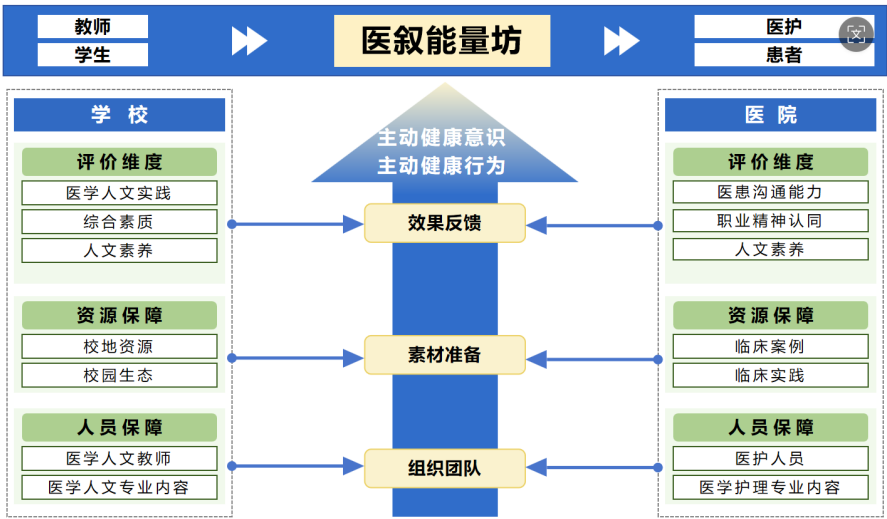 教师
学生
医叙能量坊
医护
患者
学校
评价维度
医学人文实践
综合素质
人文素养
资源保障
校地资源
校园生态
人员保障
医学人文教师
医学人文专业内容
主动健康意识
主动健康行为
效果反馈
素材准备
组织团队
医院
评价维度
医患沟通能力
职业精神认同
人文素养
资源保障
临床案例
临床实践
人员保障
医护人员
医学护理专业内容